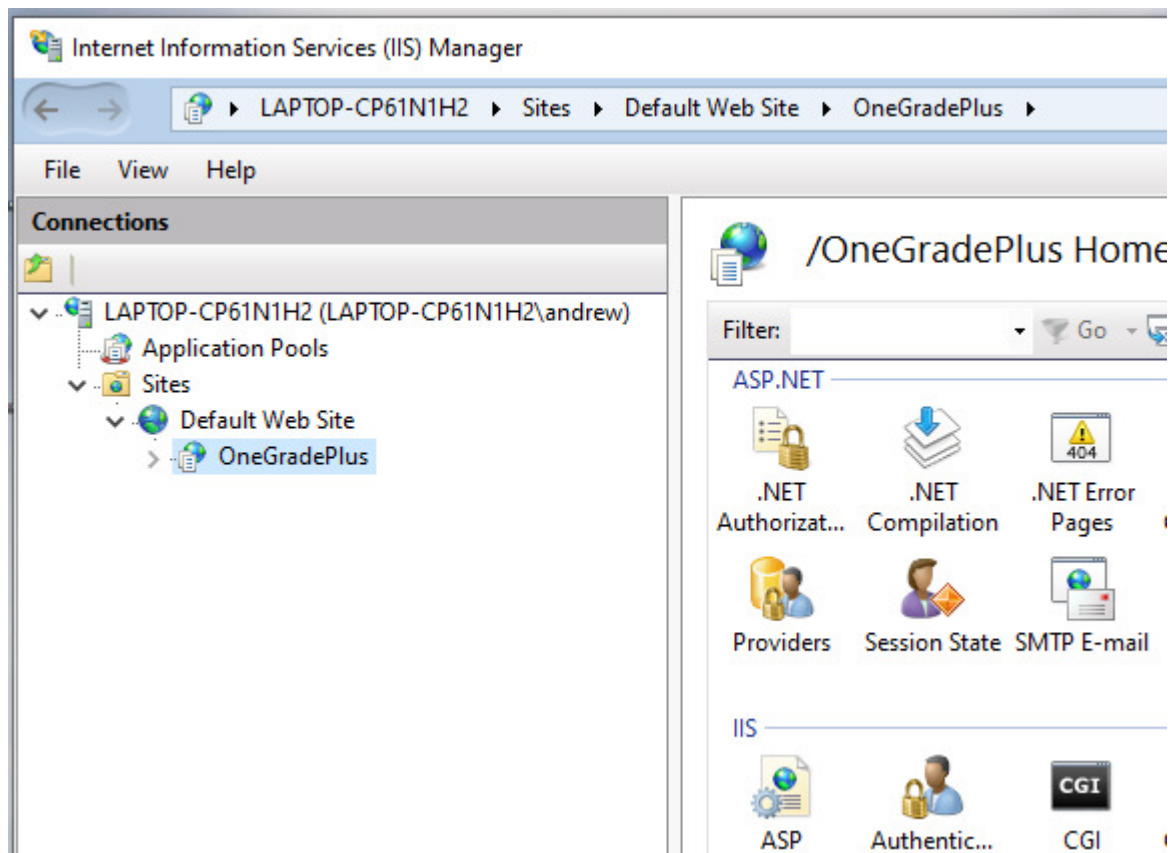 Internet Information Services (IIS) Manager
LAPTOP-CP61N1H2 Sites Default Web Site OneGradePlus
File View Help
Connections
LAPTOP-CP61N1H2 (LAPTOP-CP61N1H2\andrew)
Application Pools
Sites
Default Web Site
OneGradePlus
/OneGradePlus Home
Filter: Go
ASP.NET
.NET Authorizat...
.NET Compilation
.NET Error Pages
404
Providers
Session State
SMTP E-mail
IIS
ASP
Authentic...
CGI
CGI